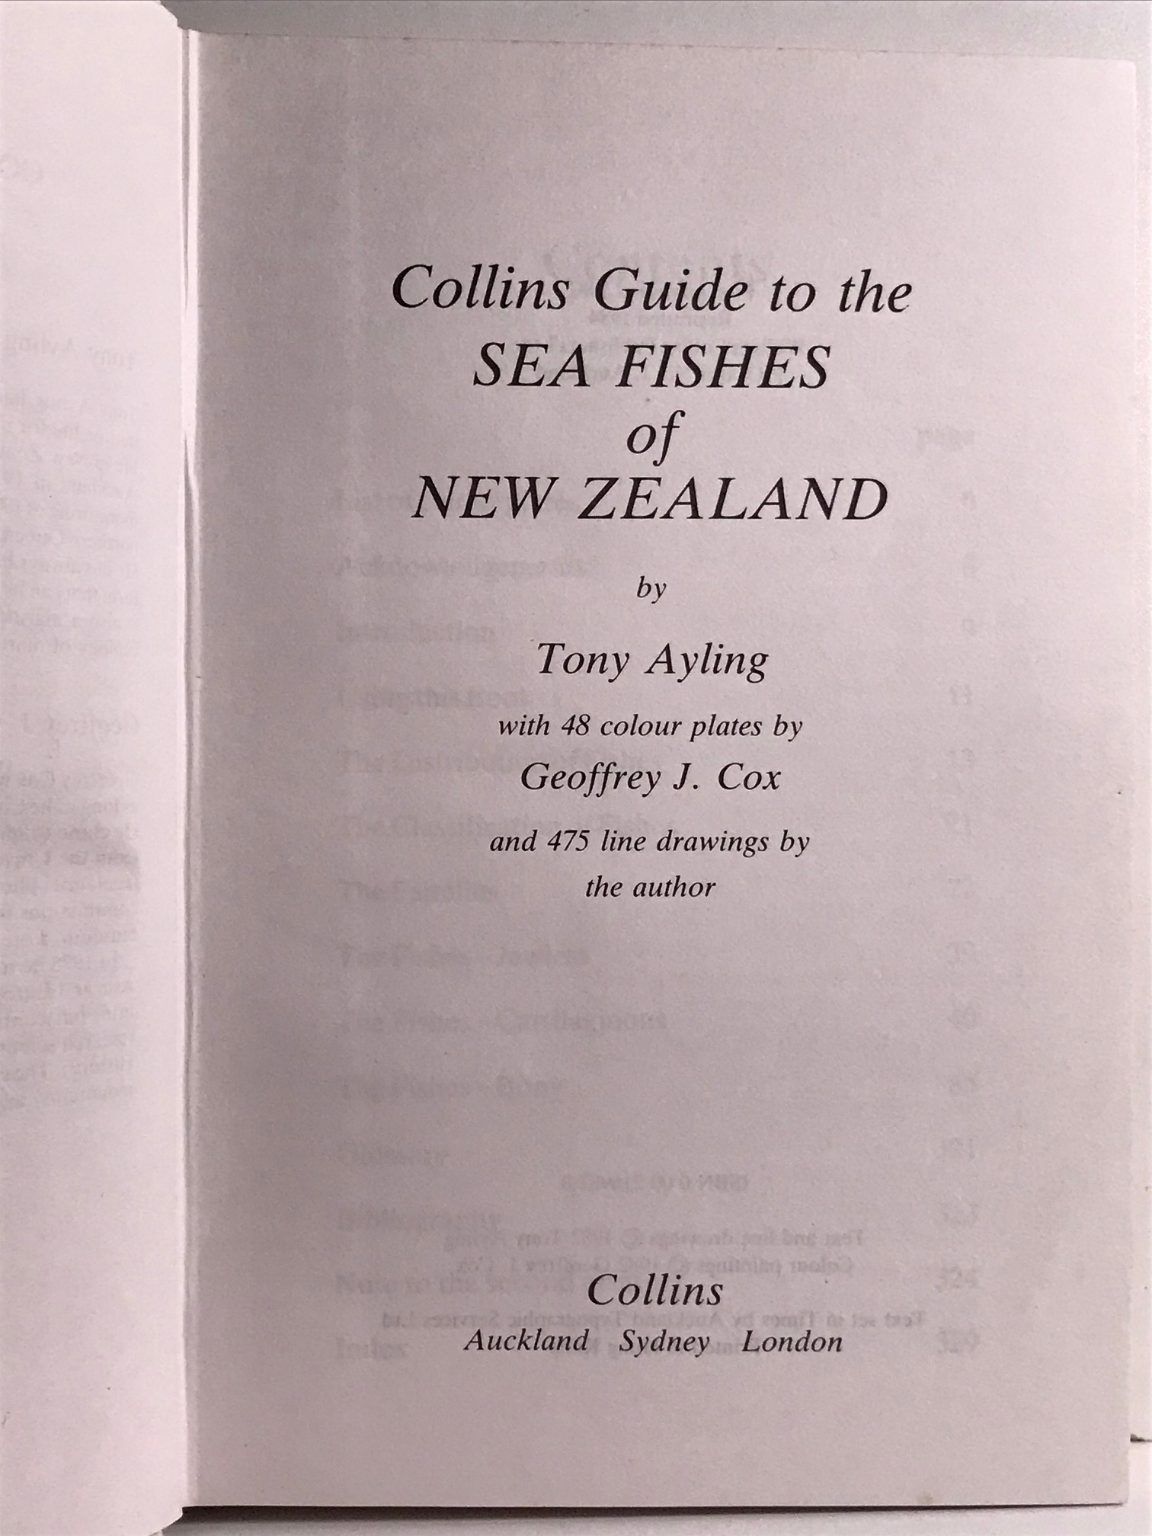 Collins Guide to the
SEA FISHES
of
NEW ZEALAND
by
Tony Ayling
with 48 colour plates by
Geoffrey J. Cox
and 475 line drawings by
the author
Collins
Auckland Sydney London